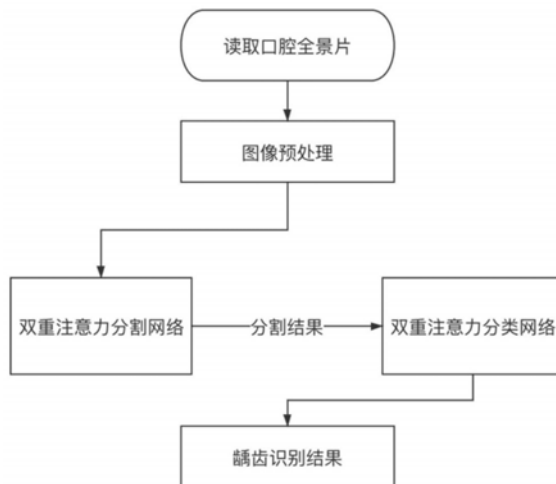 读取口腔全景片
图像预处理
双重注意力分割网络
分割结果
双重注意力分类网络
龋齿识别结果